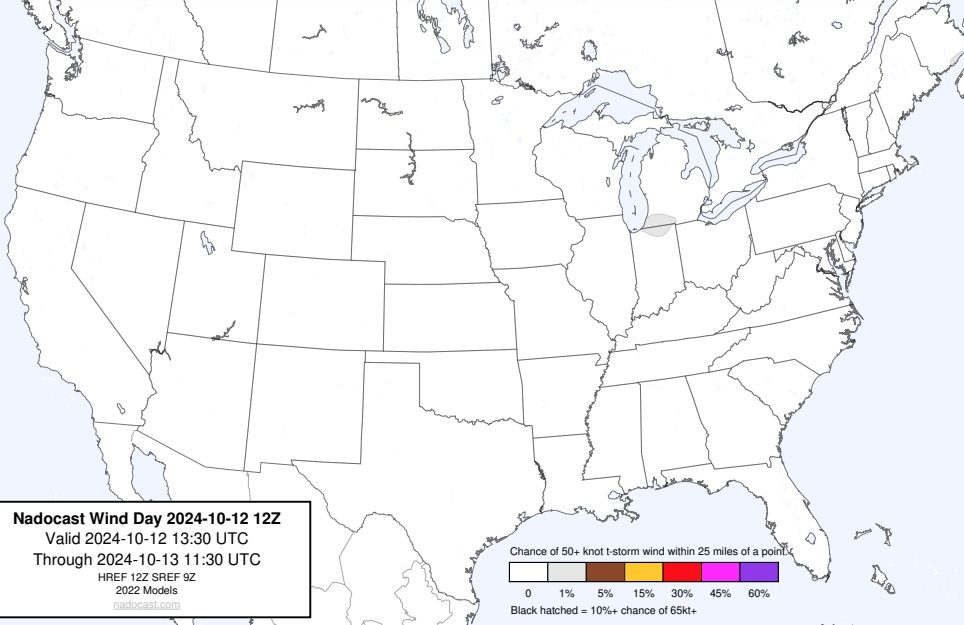 Nadocast Wind Day 2024-10-12 12Z
Valid 2024-10-12 13:30 UTC
Through 2024-10-13 11:30 UTC
HREF 12Z SREF 9Z
2022 Models
nadocast.com
Chance of 50+ knot t-storm wind within 25 miles of a point.
0 1% 5% 15% 30% 45% 60%
Black hatched = 10%+ chance of 65kt+